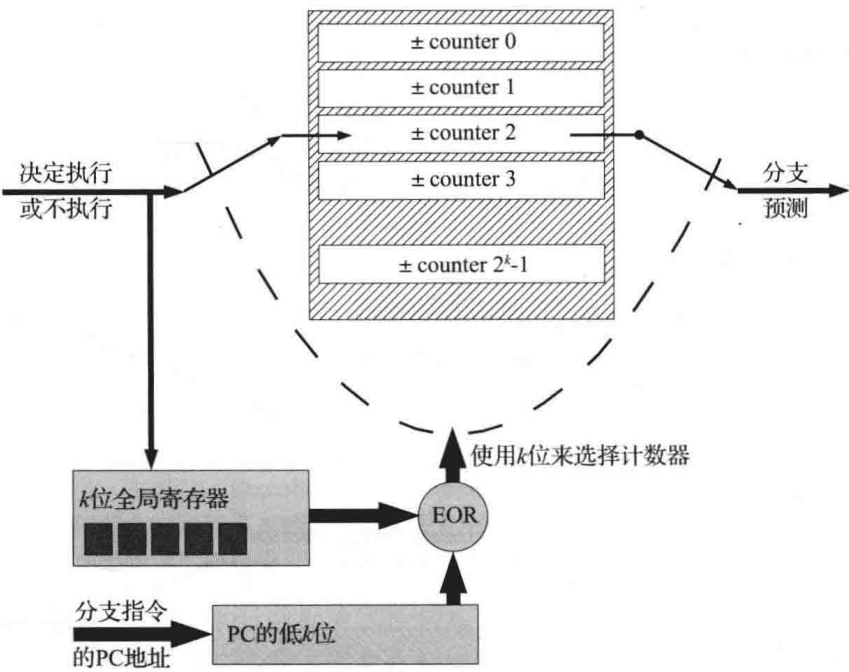 ± counter 0
± counter 1
± counter 2
± counter 3
± counter 2ᵏ-1
决定执行
或不执行
分支
预测
使用k位来选择计数器
k位全局寄存器
EOR
分支指令
的PC地址
PC的低k位